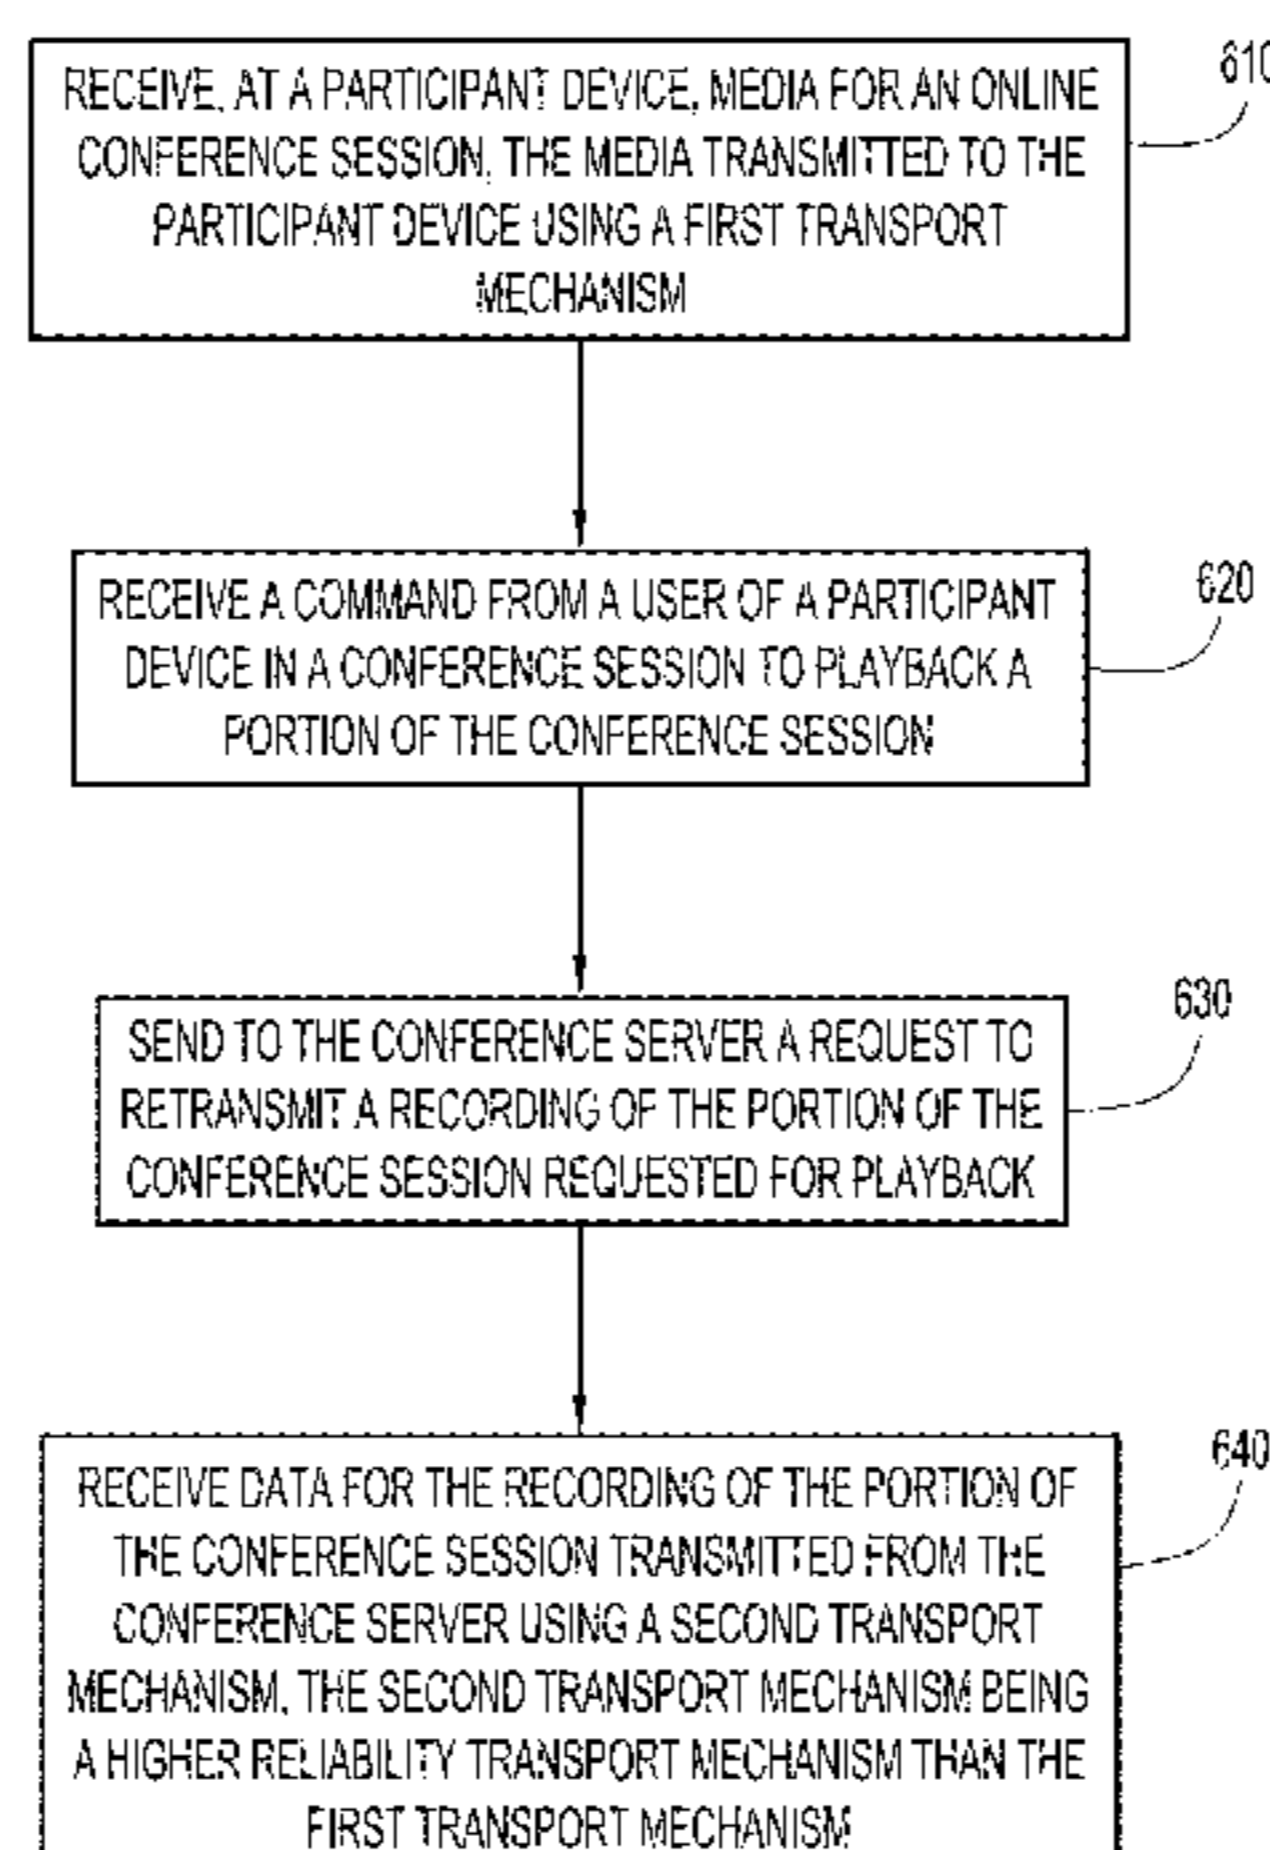 RECEIVE, AT A PARTICIPANT DEVICE, MEDIA FOR AN ONLINE
CONFERENCE SESSION, THE MEDIA TRANSMITTED TO THE
PARTICIPANT DEVICE USING A FIRST TRANSPORT
MECHANISM
610
RECEIVE A COMMAND FROM A USER OF A PARTICIPANT
DEVICE IN A CONFERENCE SESSION TO PLAYBACK A
PORTION OF THE CONFERENCE SESSION
620
SEND TO THE CONFERENCE SERVER A REQUEST TO
RETRANSMIT A RECORDING OF THE PORTION OF THE
CONFERENCE SESSION REQUESTED FOR PLAYBACK
630
RECEIVE DATA FOR THE RECORDING OF THE PORTION OF
THE CONFERENCE SESSION TRANSMITTED FROM THE
CONFERENCE SERVER USING A SECOND TRANSPORT
MECHANISM, THE SECOND TRANSPORT MECHANISM BEING
A HIGHER RELIABILITY TRANSPORT MECHANISM THAN THE
FIRST TRANSPORT MECHANISM
640